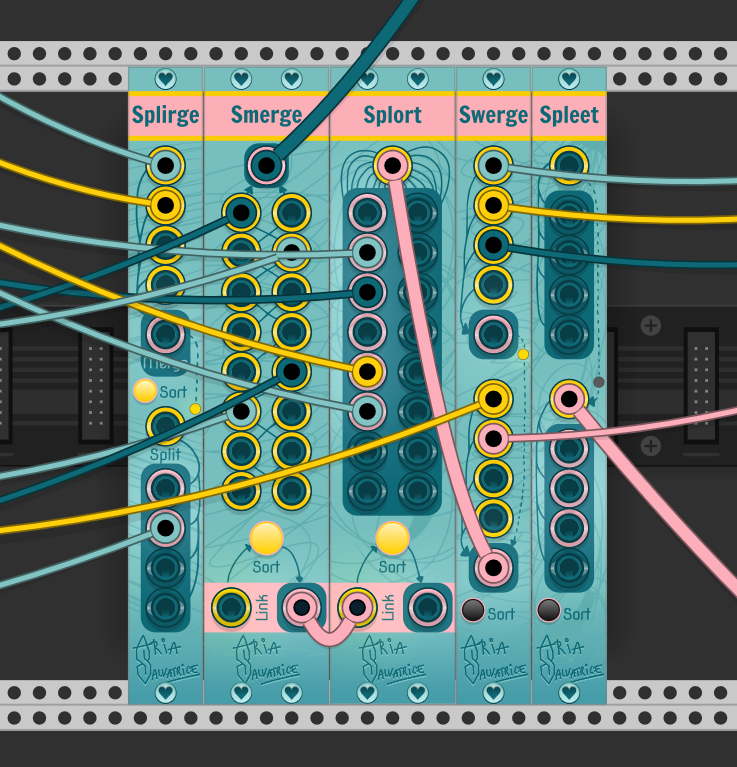 Splirge
Smerge
Splort
Swerge
Spleet
Merge
Sort
Split
Sort
Link
Sort
Link
Sort
Sort
Aria
Salvatrice
Aria
Salvatrice
Aria
Salvatrice
Aria
Salvatrice
Aria
Salvatrice